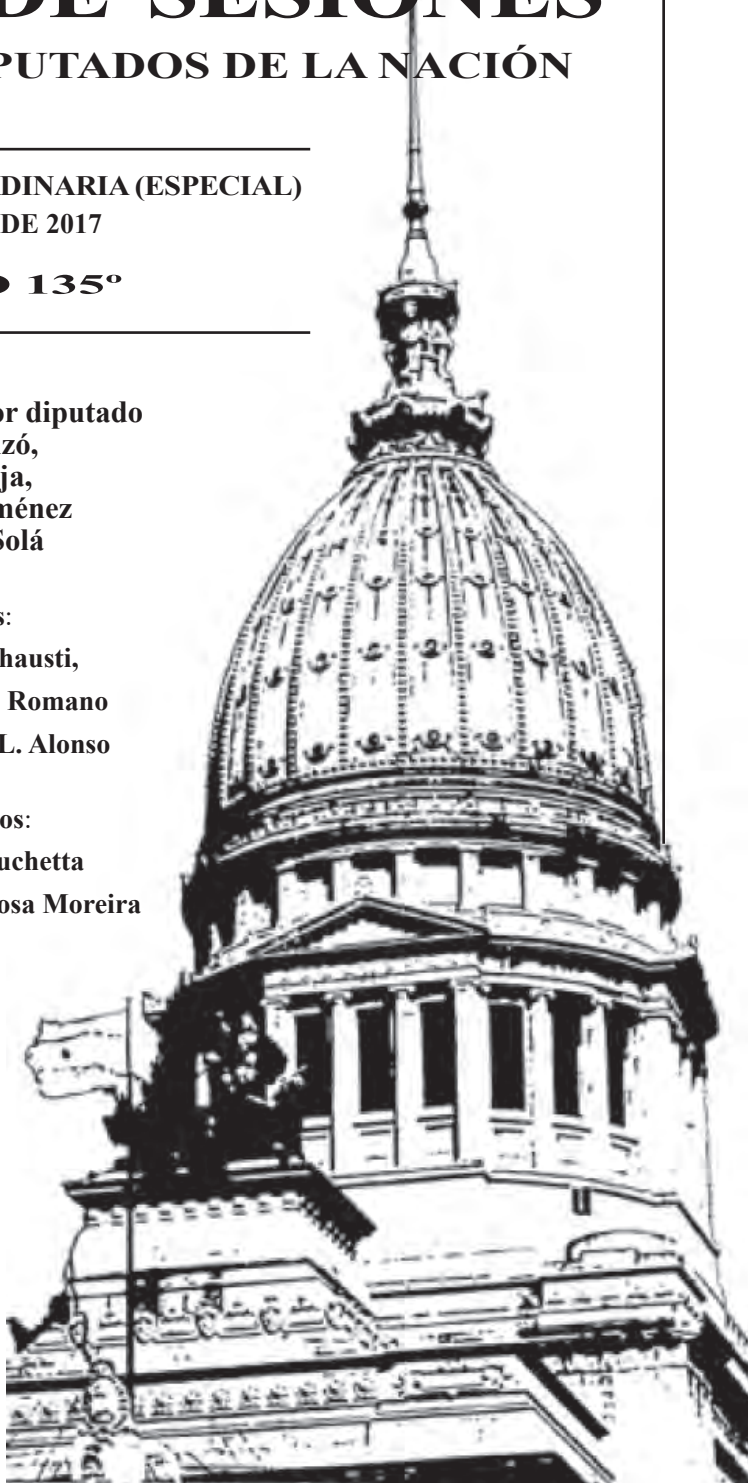 DE SESIONES
PUTADOS DE LA NACIÓN
DINARIA (ESPECIAL)
DE 2017
135º
or diputado
zó,
ja,
ménez
Solá
s:
hausti,
Romano
L. Alonso
os:
uchetta
osa Moreira